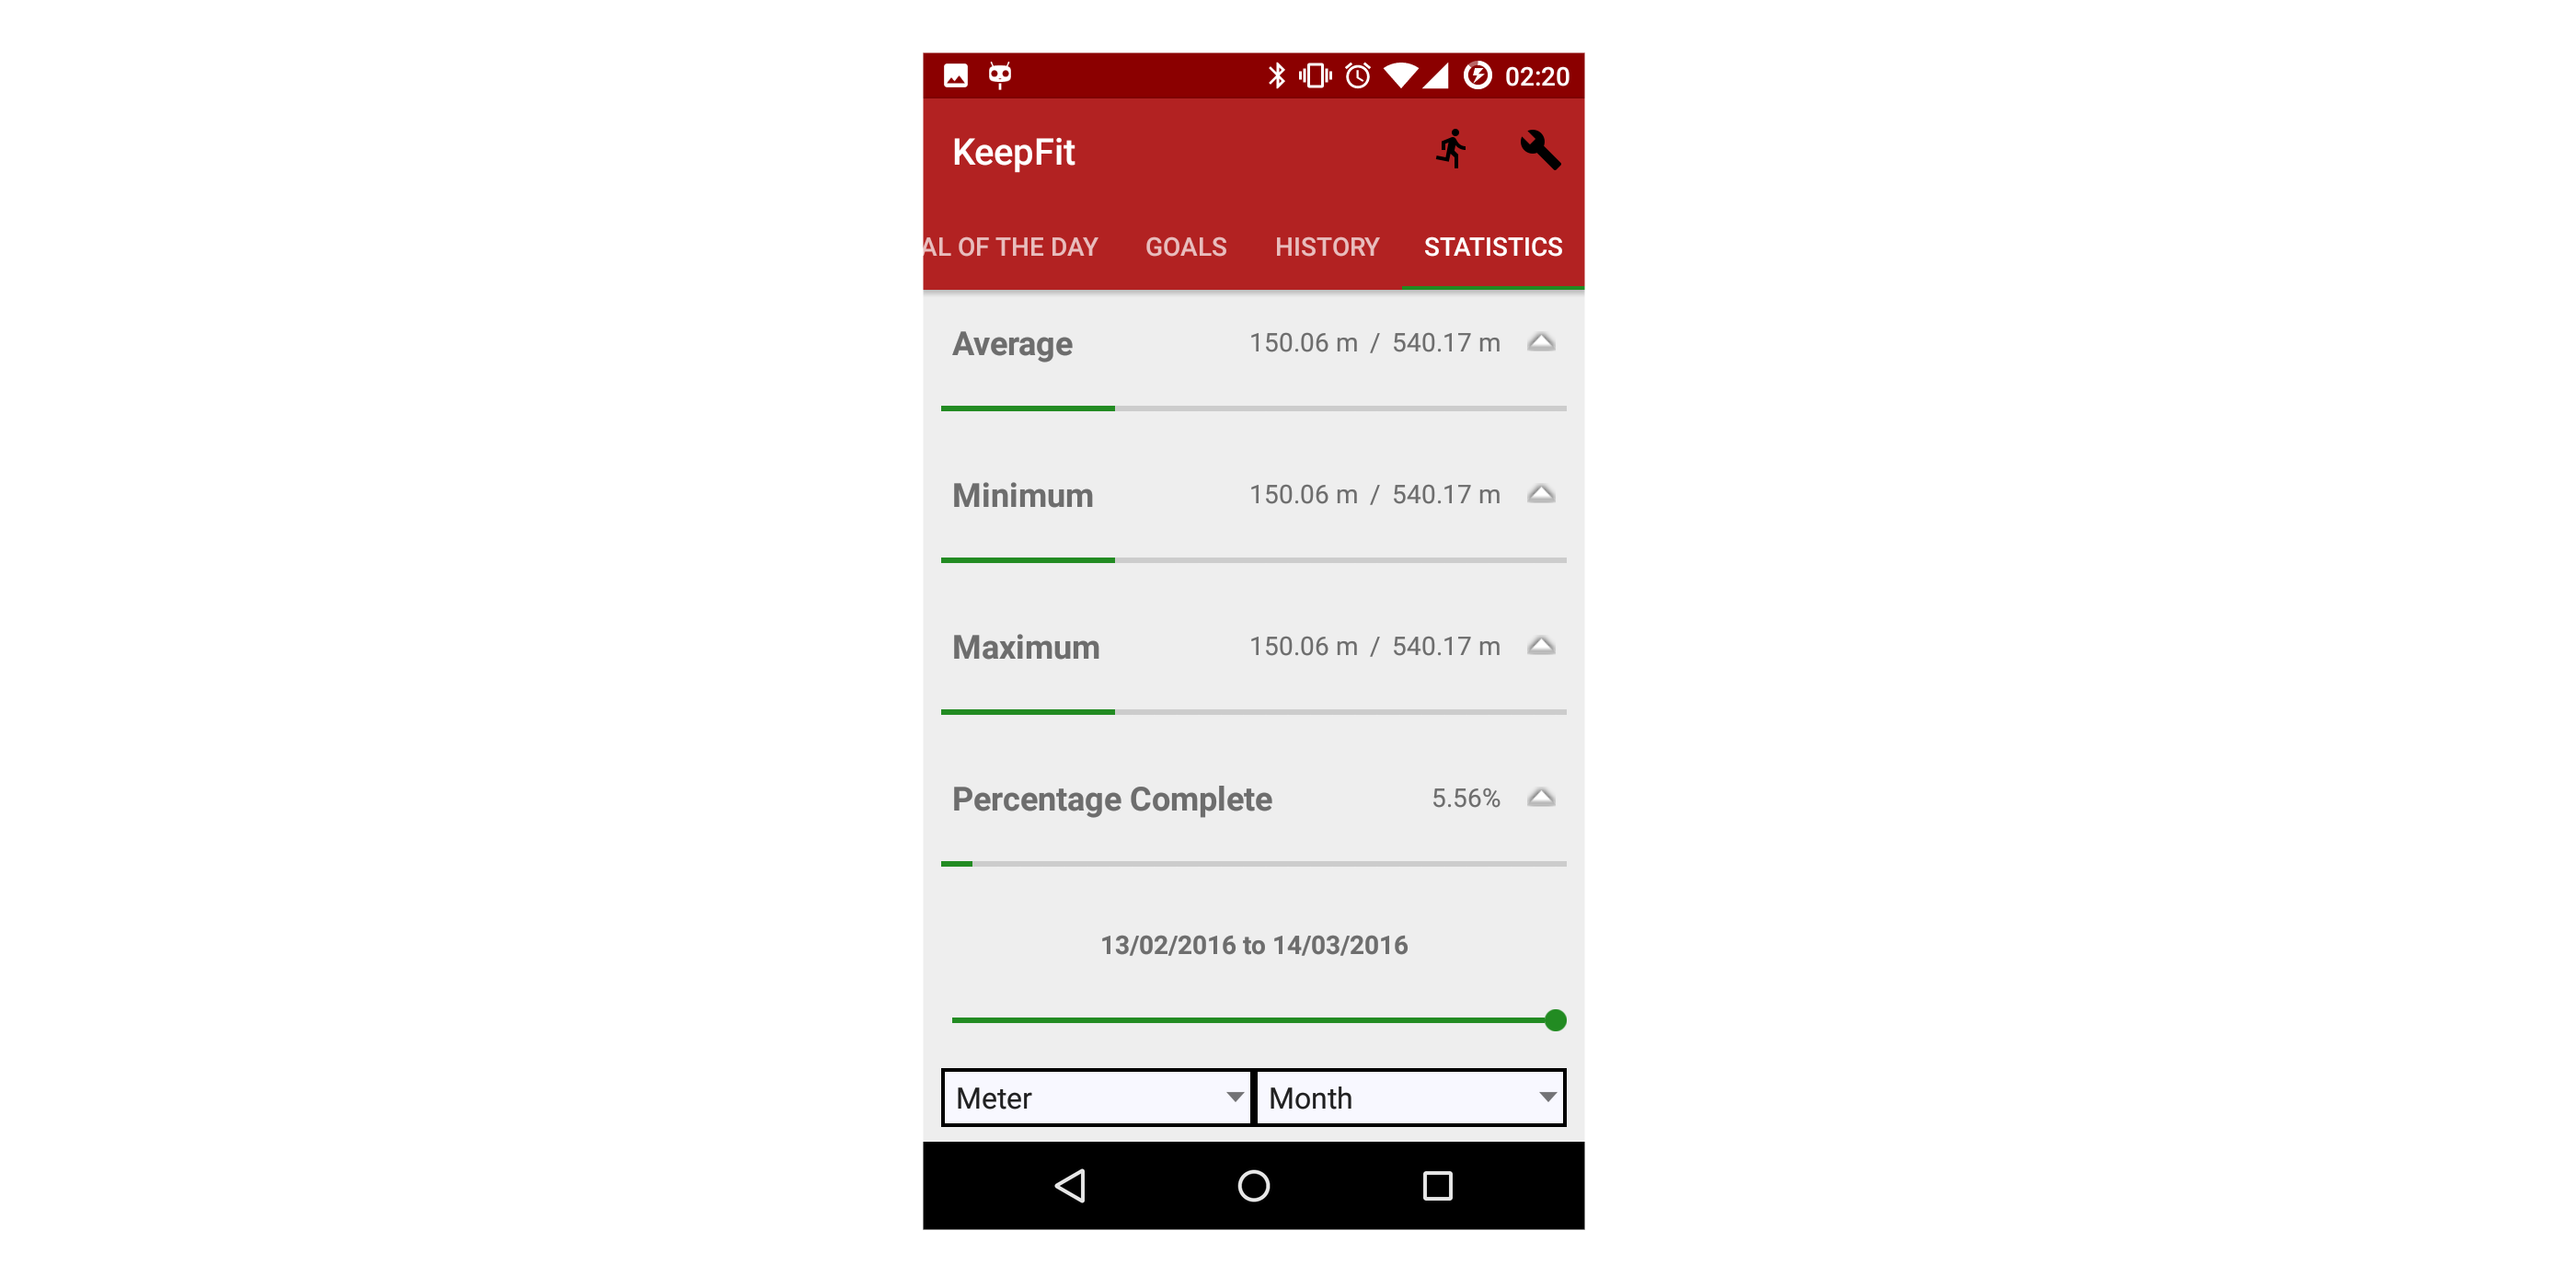 02:20
KeepFit
AL OF THE DAY GOALS HISTORY STATISTICS
Average 150.06 m / 540.17 m
Minimum 150.06 m / 540.17 m
Maximum 150.06 m / 540.17 m
Percentage Complete 5.56%
13/02/2016 to 14/03/2016
Meter Month